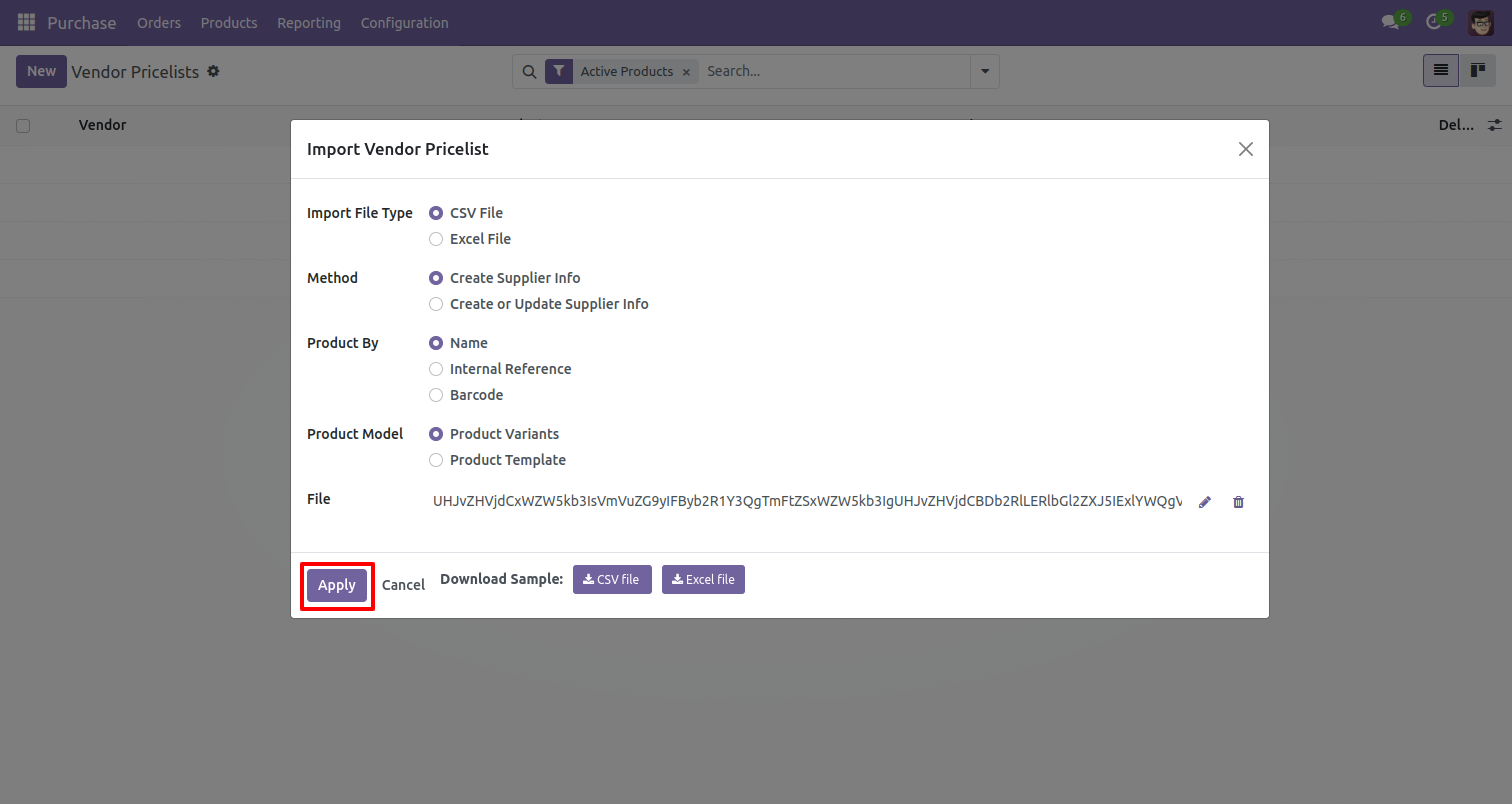 Purchase Orders Products Reporting Configuration 6 5
New Vendor Pricelists Active Products × Search...
Vendor Del...
Import Vendor Pricelist
Import File Type CSV File
Excel File
Method Create Supplier Info
Create or Update Supplier Info
Product By Name
Internal Reference
Barcode
Product Model Product Variants
Product Template
File UHJvZHVjdCxWZW5kb3IsVmVuZG9yIFByb2R1Y3QgTmFtZSxWZW5kb3IgUHJvZHVjdCBDb2RlLERlbGl2ZXJ5IExlYWQgV
Apply Cancel Download Sample: CSV file Excel file